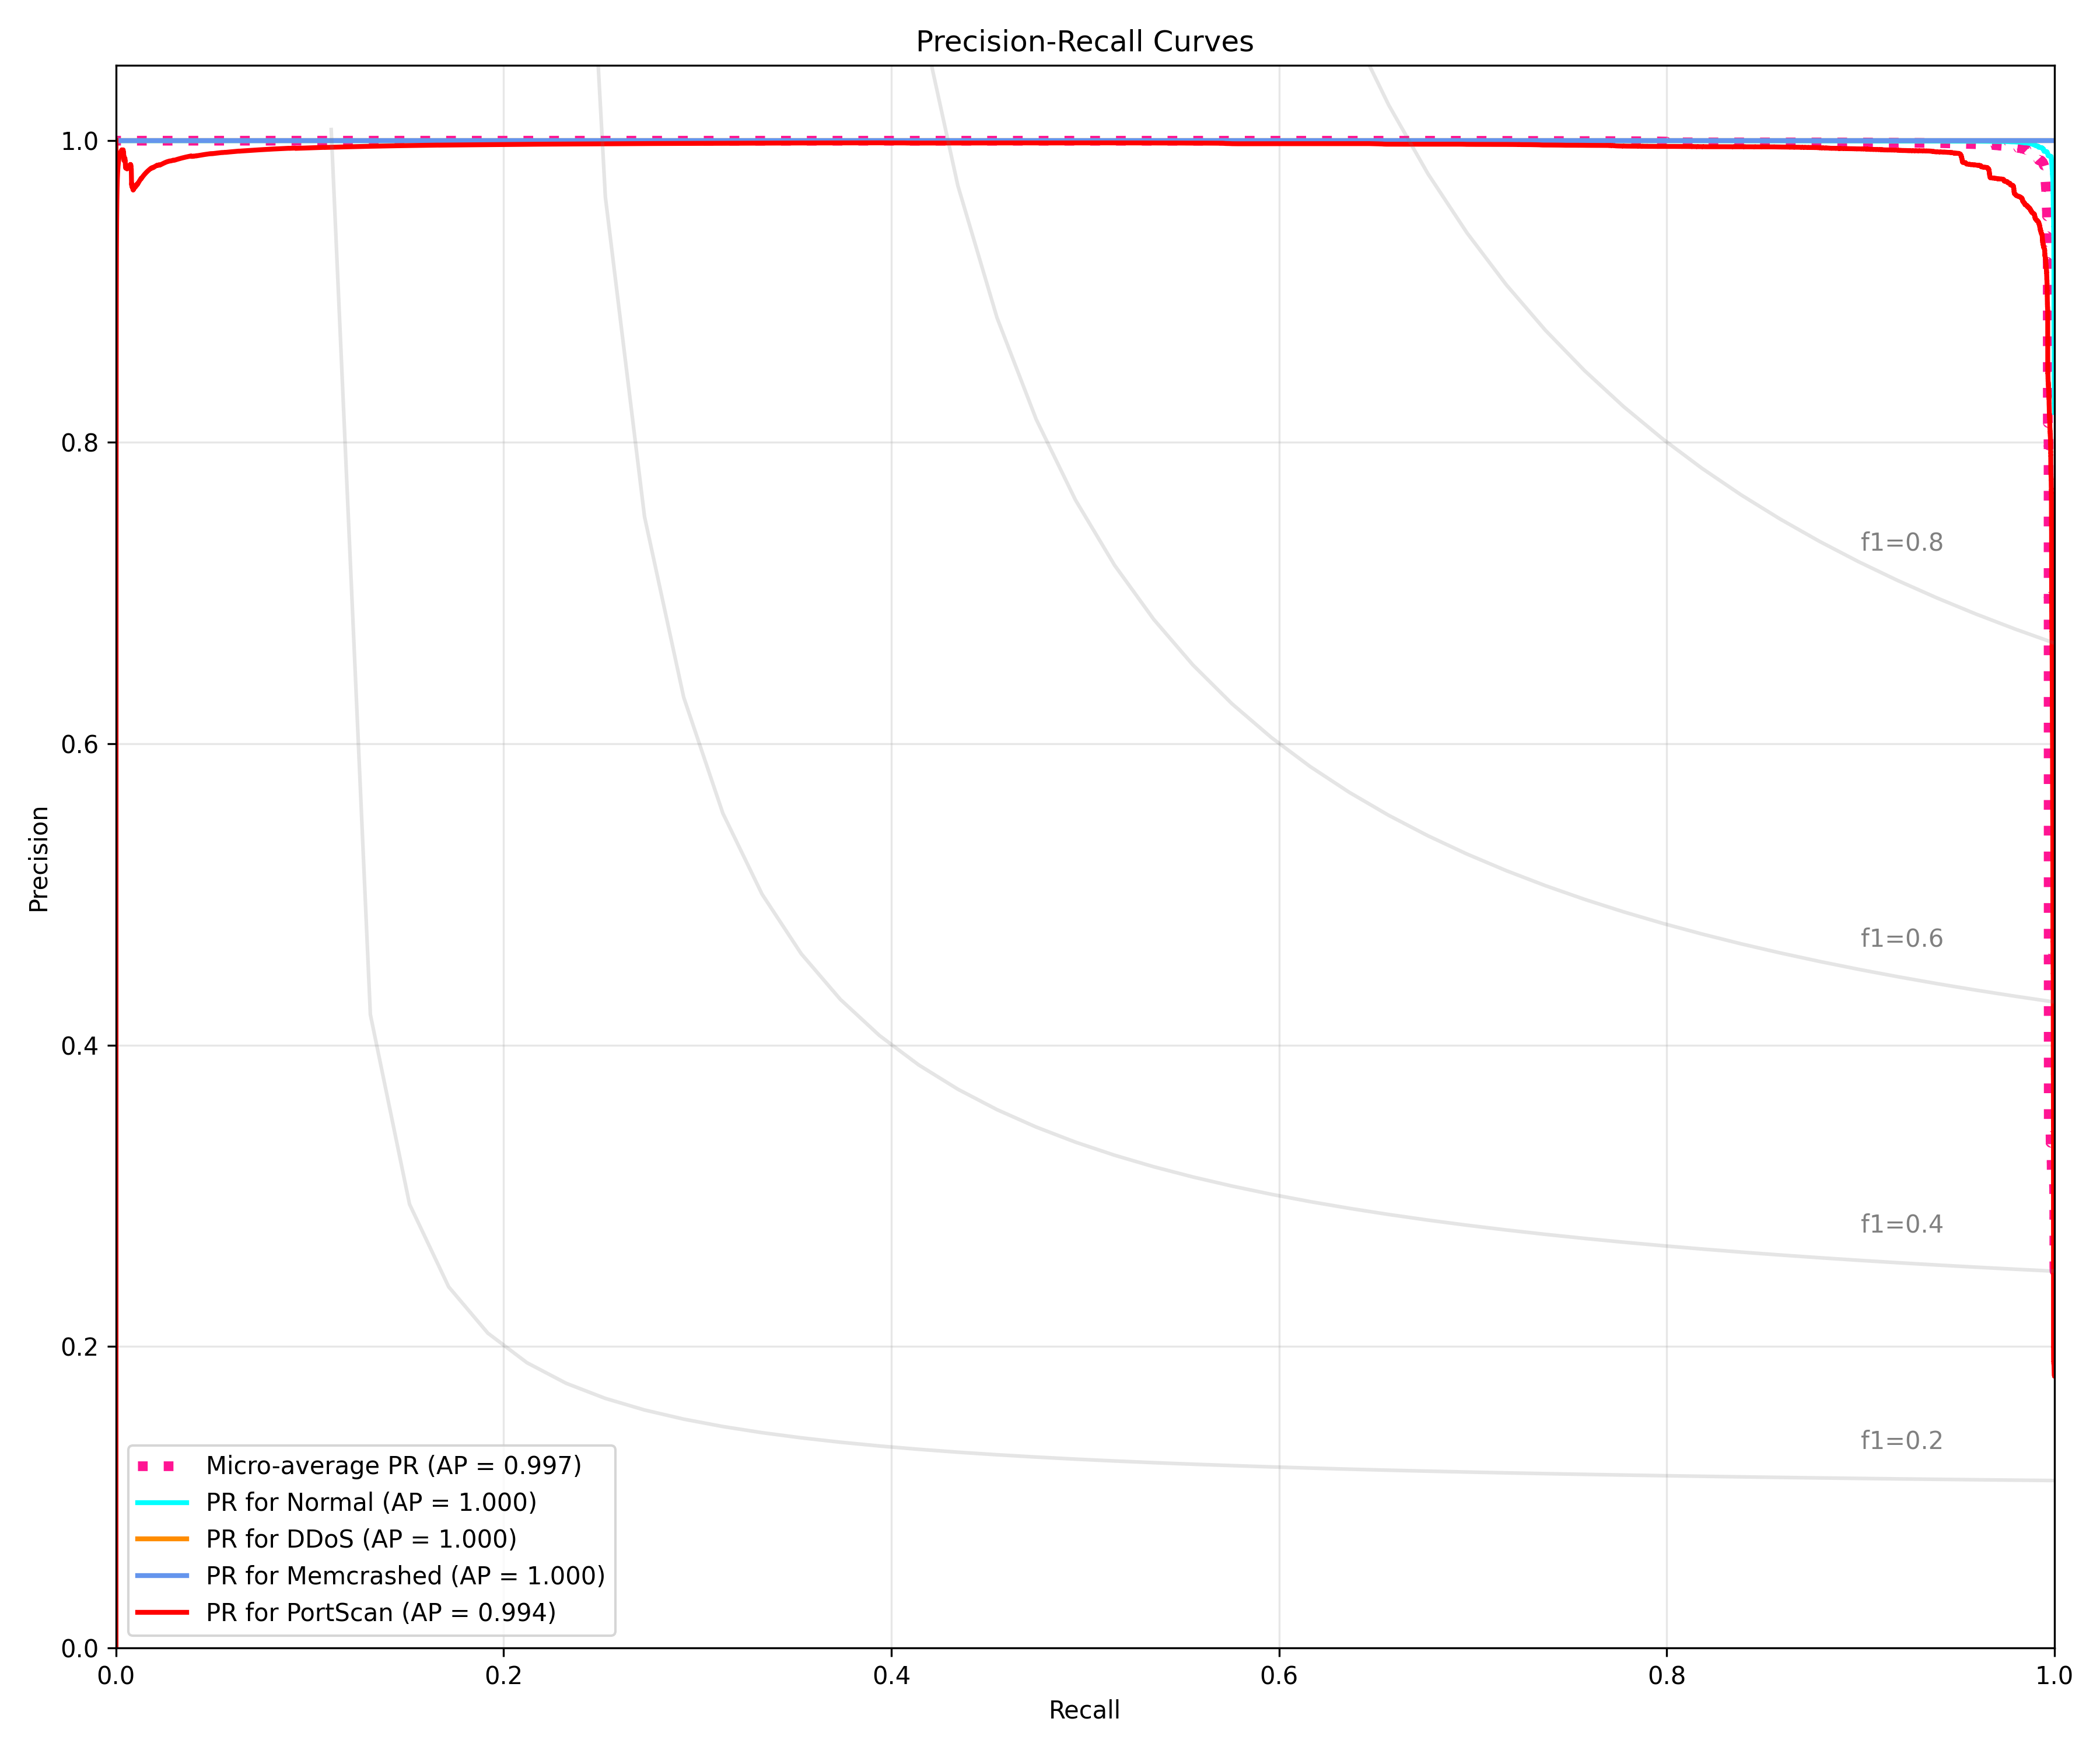 Precision-Recall Curves
1.0
0.8
0.6
0.4
0.2
0.0
Precision
f1=0.8
f1=0.6
f1=0.4
f1=0.2
Micro-average PR (AP = 0.997)
PR for Normal (AP = 1.000)
PR for DDoS (AP = 1.000)
PR for Memcrashed (AP = 1.000)
PR for PortScan (AP = 0.994)
0.0 0.2 0.4 0.6 0.8 1.0
Recall